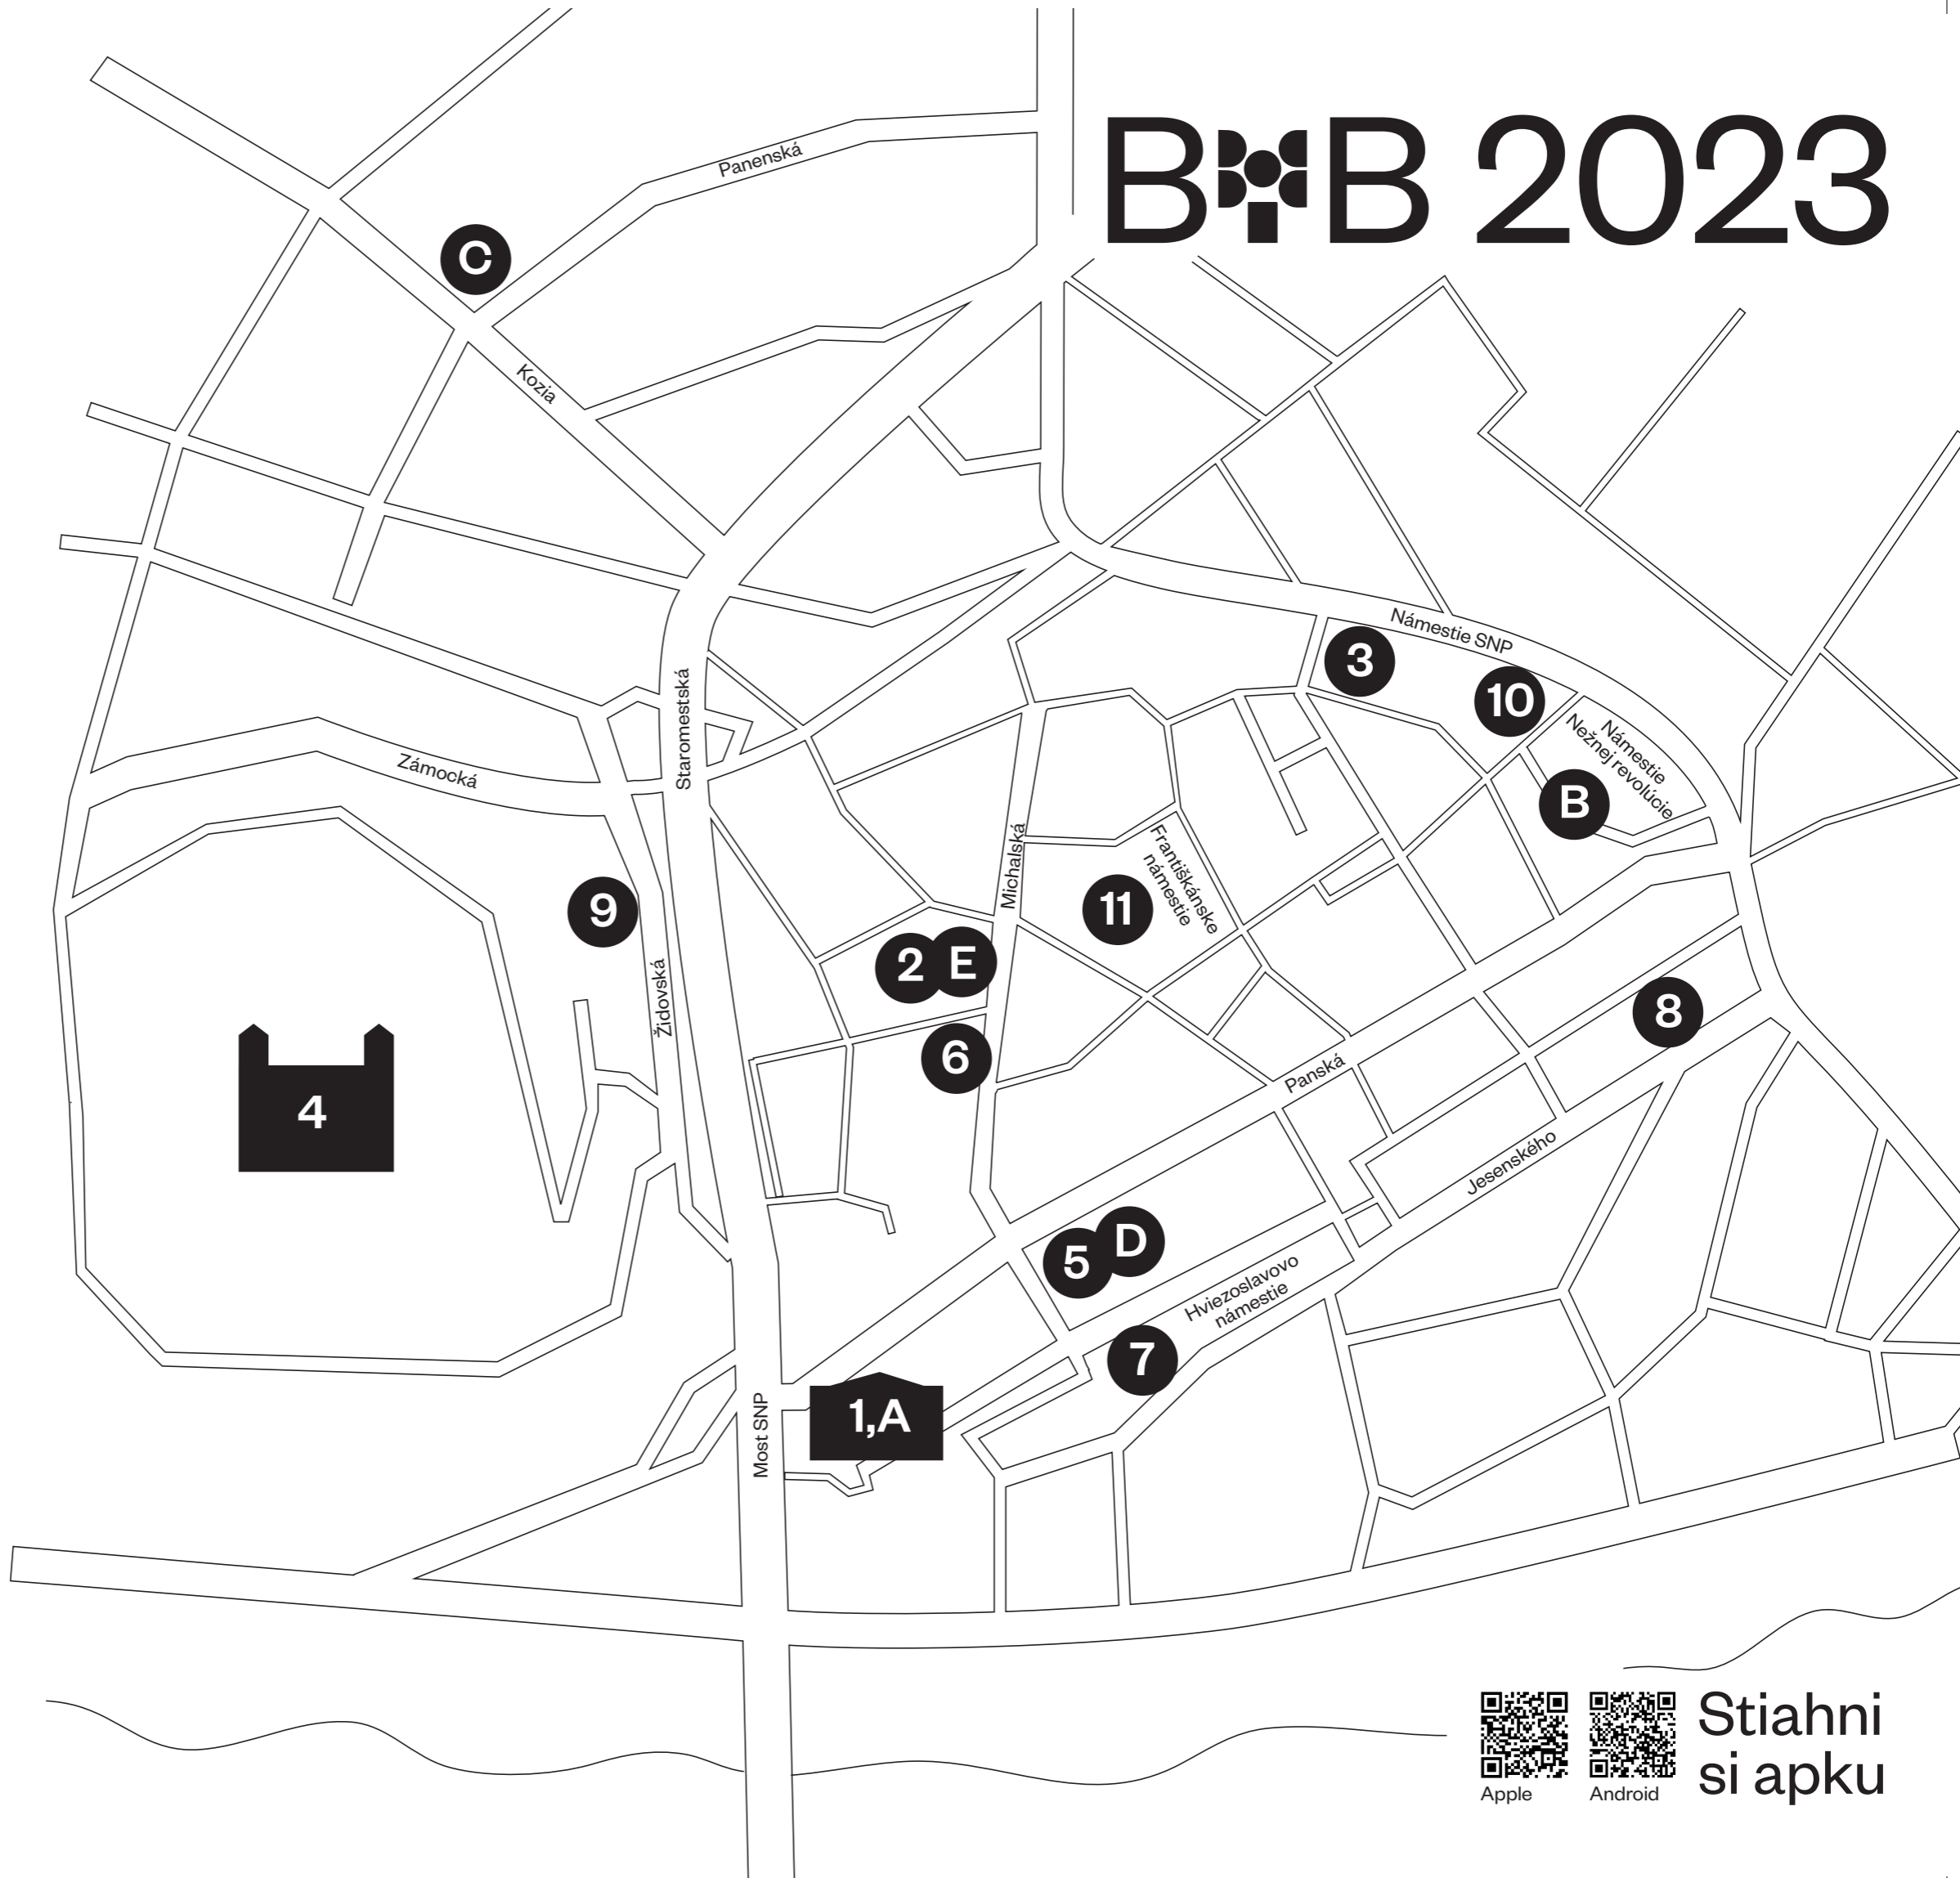 B B 2023
Panenská
C
Kozia
Námestie SNP
3
10
Námestie
Nežnej revolúcie
B
Staromestská
Zámocká
Michalská
Františkánske
námestie
9
11
2 E
Židovská
8
6
Panská
4
Jesenského
5 D
Hviezoslavovo
námestie
7
1,A
Most SNP
Stiahni
si apku
Apple
Android